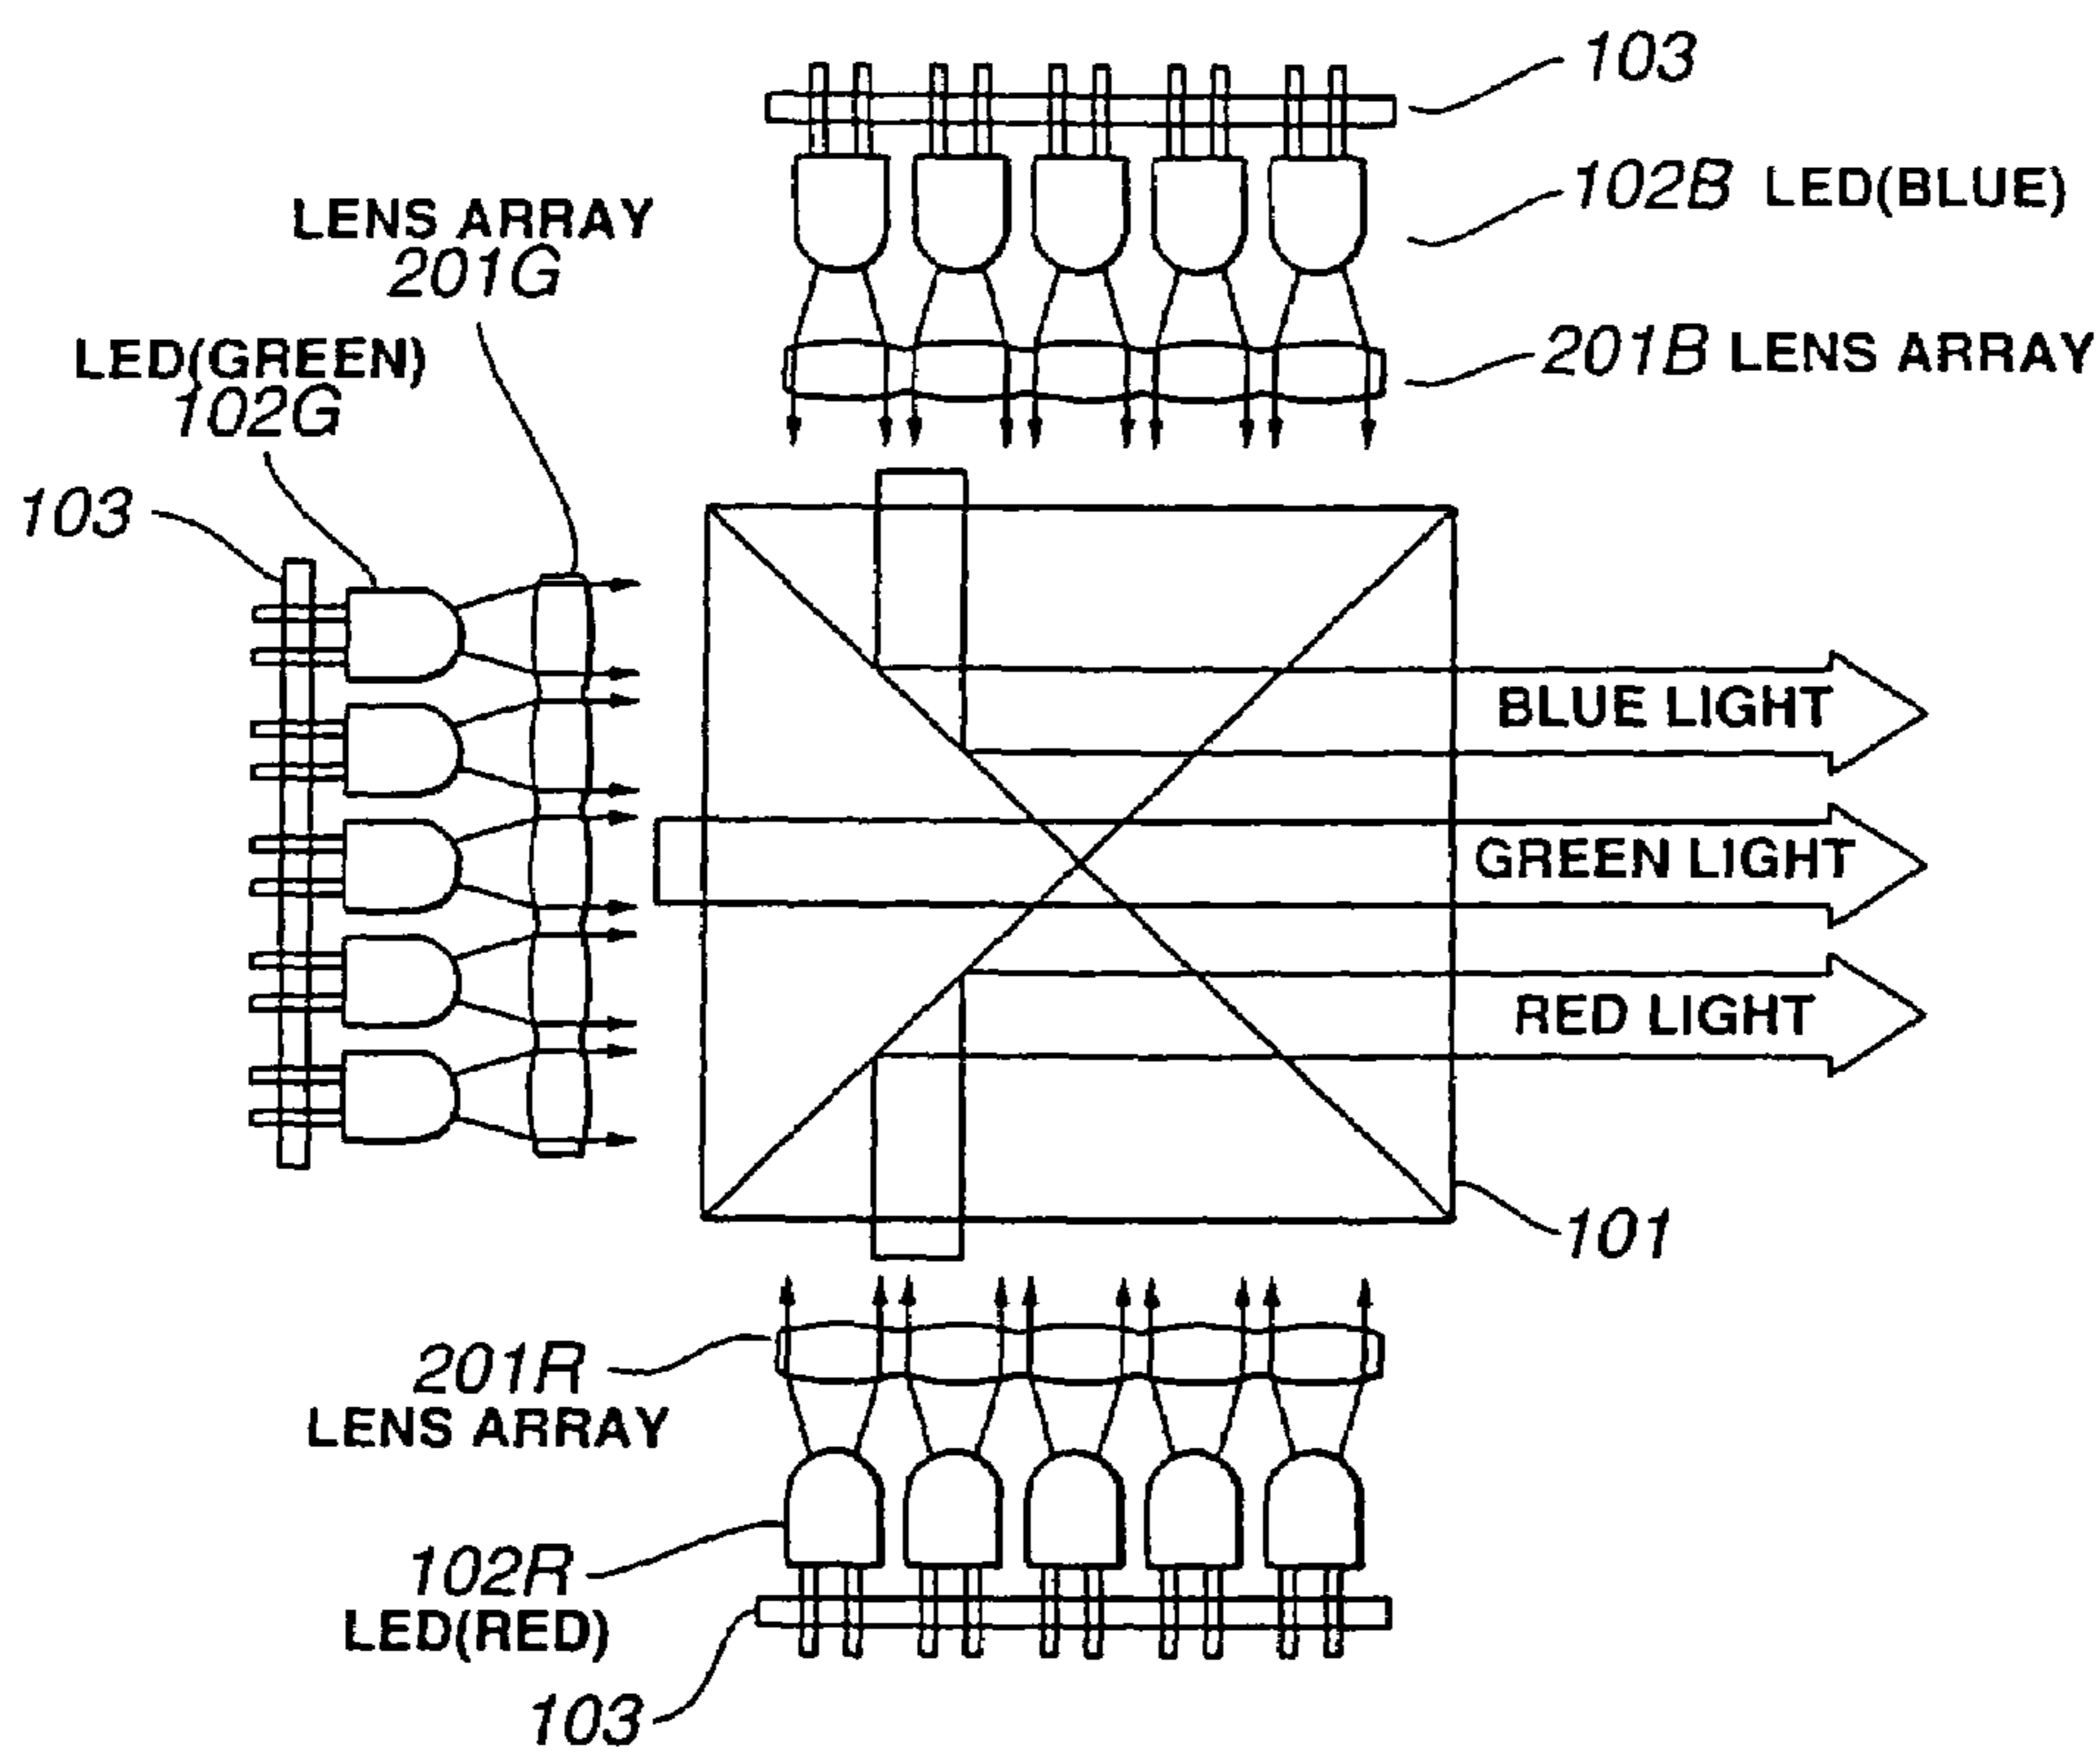 103
102B LED(BLUE)
LENS ARRAY
201G
201B LENS ARRAY
LED(GREEN)
102G
103
BLUE LIGHT
GREEN LIGHT
RED LIGHT
101
201R
LENS ARRAY
102R
LED(RED)
103